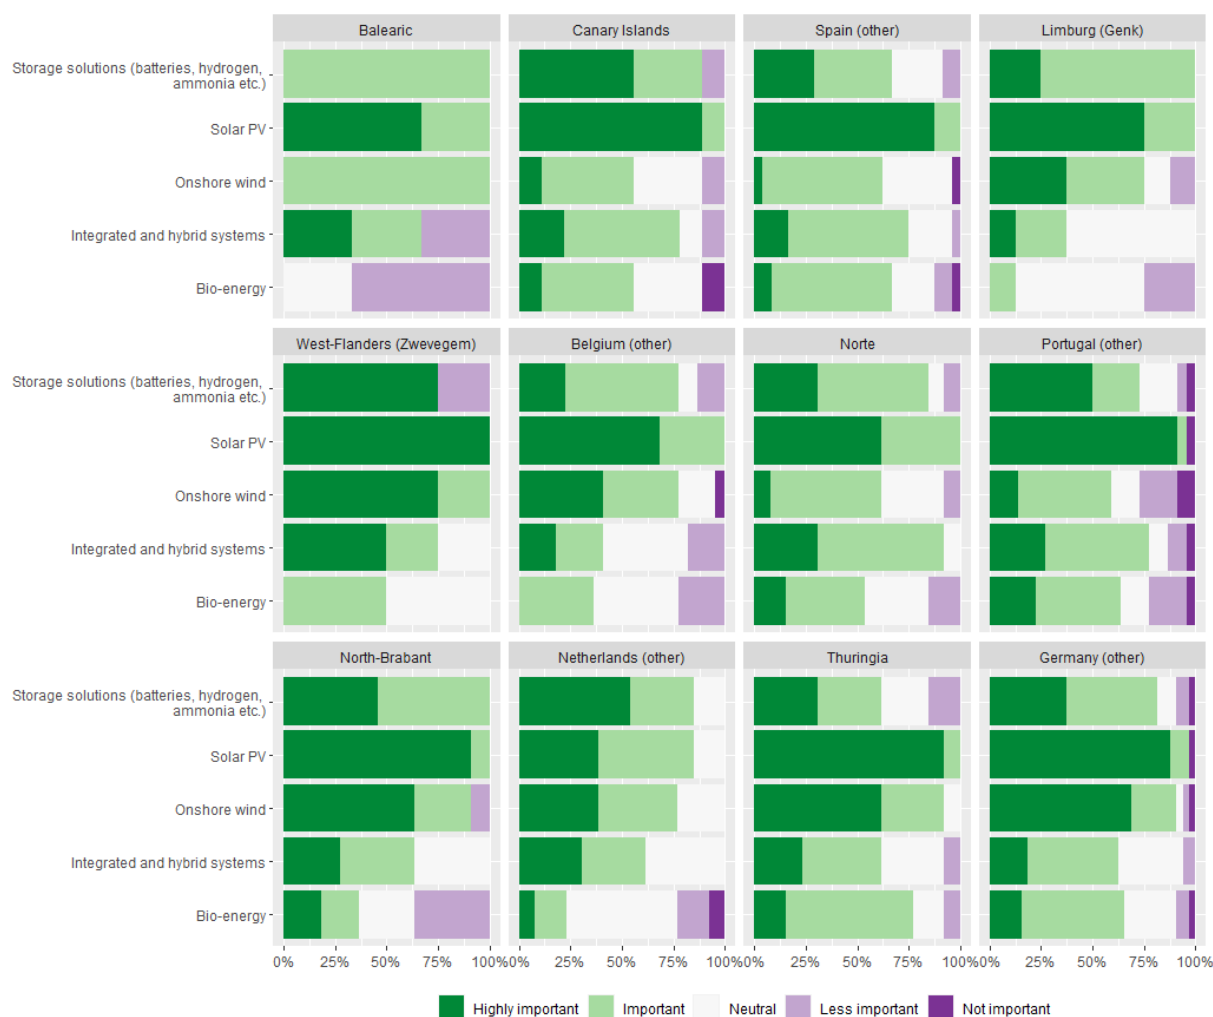 Balearic
Canary Islands
Spain (other)
Limburg (Genk)
Storage solutions (batteries, hydrogen,
ammonia etc.)
Solar PV
Onshore wind
Integrated and hybrid systems
Bio-energy
West-Flanders (Zwevegem)
Belgium (other)
Norte
Portugal (other)
Storage solutions (batteries, hydrogen,
ammonia etc.)
Solar PV
Onshore wind
Integrated and hybrid systems
Bio-energy
North-Brabant
Netherlands (other)
Thuringia
Germany (other)
Storage solutions (batteries, hydrogen,
ammonia etc.)
Solar PV
Onshore wind
Integrated and hybrid systems
Bio-energy
0% 25% 50% 75% 100% 0% 25% 50% 75% 100% 0% 25% 50% 75% 100% 0% 25% 50% 75% 100%
Highly important Important Neutral Less important Not important